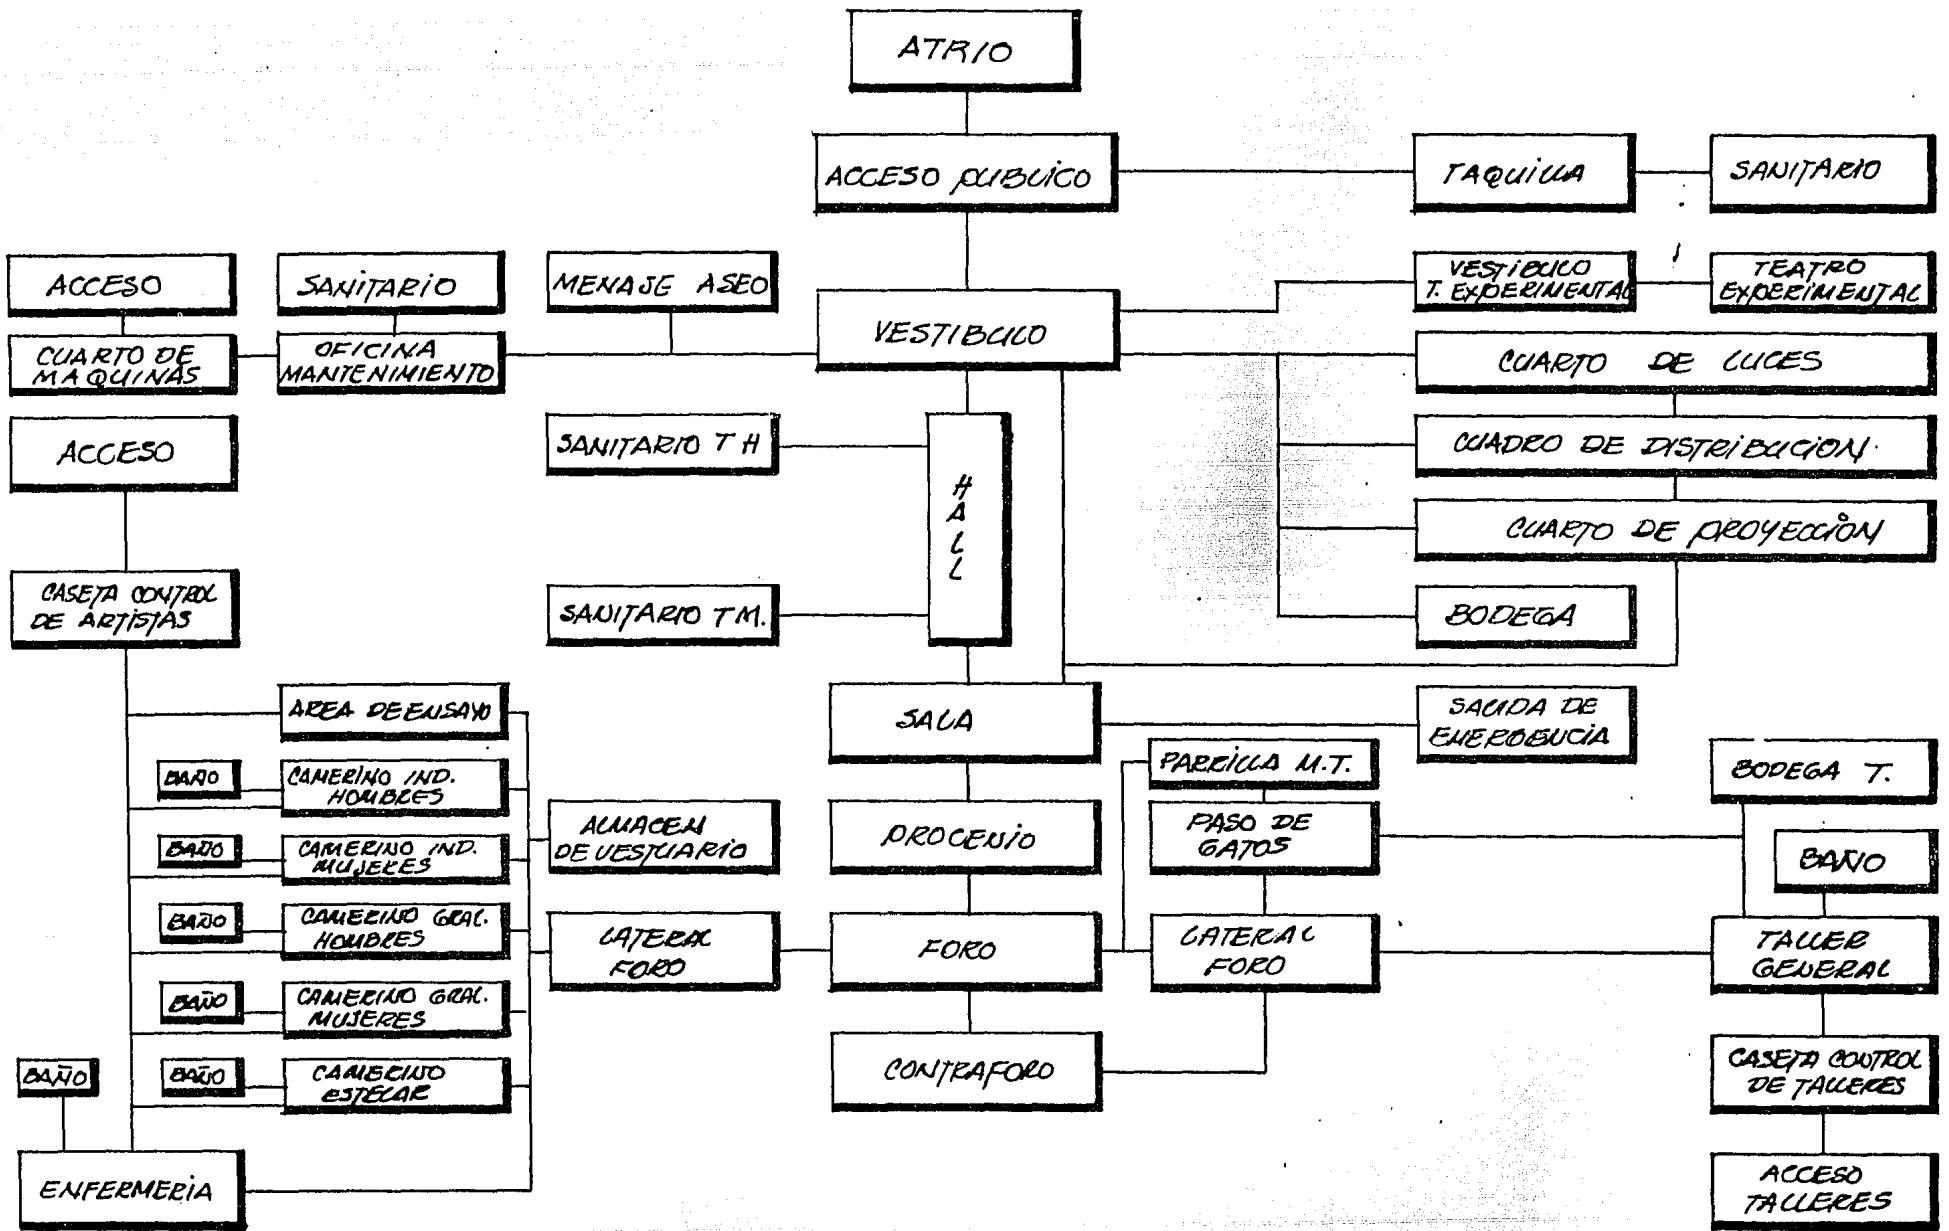 ATRIO
ACCESO PUBLICO
TAQUILLA
SANITARIO
ACCESO
SANITARIO
MENAJE ASEO
VESTIBULO
VESTIBULO
T. EXPERIMENTAL
TEATRO
EXPERIMENTAL
CUARTO DE
MAQUINAS
OFICINA
MANTENIMIENTO
CUARTO DE LUCES
ACCESO
SANITARIO T H
HALL
CUADRO DE DISTRIBUCION.
CUARTO DE PROYECCIÓN
CASETA CONTROL
DE ARTISTAS
SANITARIO T M.
BODEGA
AREA DE ENSAYO
SALA
SALIDA DE
EMERGENCIA
BAÑO
CAMERINO IND.
HOMBRES
PARRILLA M.T.
BODEGA T.
BAÑO
CAMERINO IND.
MUJERES
ALMACEN
DE VESTUARIO
PROCENIO
PASO DE
GATOS
BAÑO
BAÑO
CAMERINO GRAL.
HOMBRES
LATERAL
FORO
FORO
LATERAL
FORO
TALLER
GENERAL
BAÑO
CAMERINO GRAL.
MUJERES
BAÑO
BAÑO
CAMERINO
ESTELAR
CONTRAFORO
CASETA CONTROL
DE TALLERES
ENFERMERIA
ACCESO
TALLERES